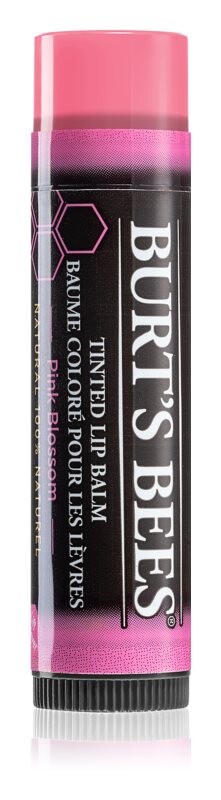 BURT'S BEES®
TINTED LIP BALM
BAUME COLORÉ POUR LES LÈVRES
Pink Blossom
NATURAL 100% NATUREL